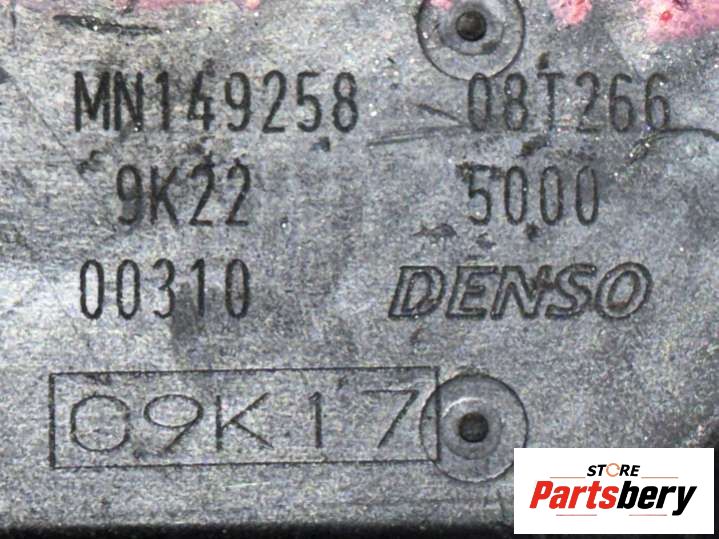 MN149258 08T266
9K22 5000
00310 DENSO
09K17
STORE
Partsbery